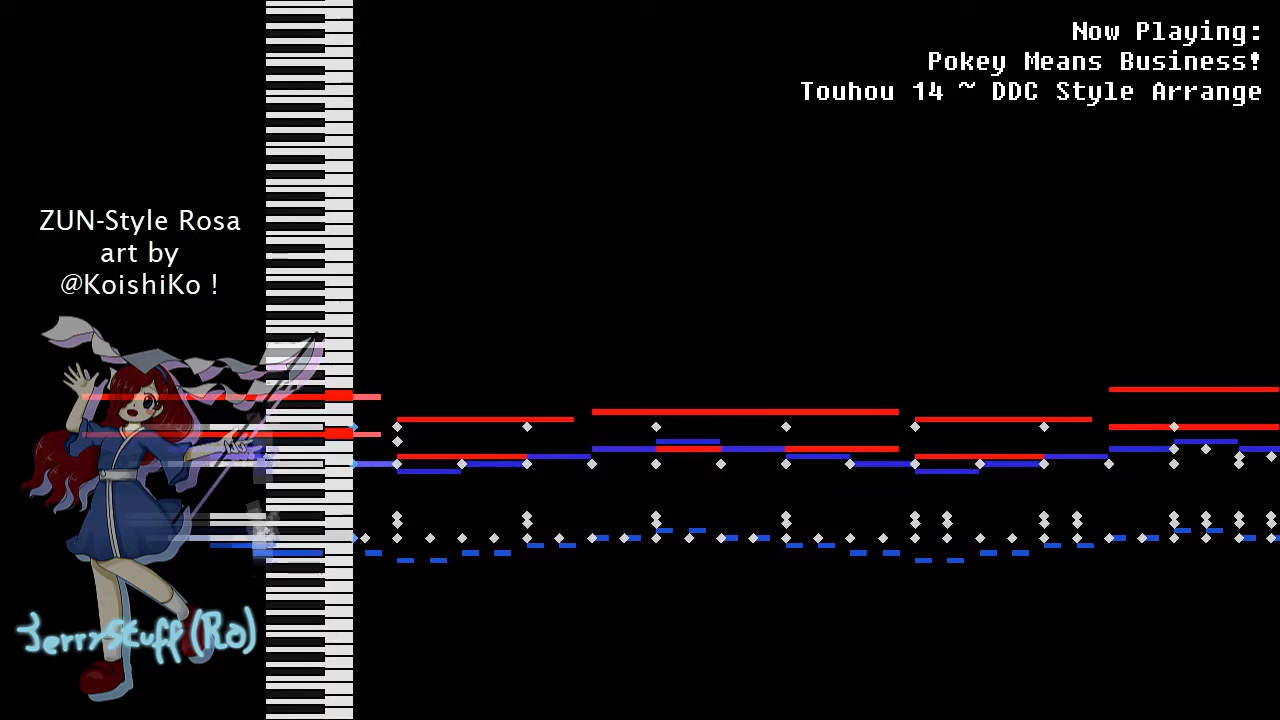 Now Playing:
Pokey Means Business!
Touhou 14 ~ DDC Style Arrange
ZUN-Style Rosa
art by
@KoishiKo !
JerryStuff(RO)